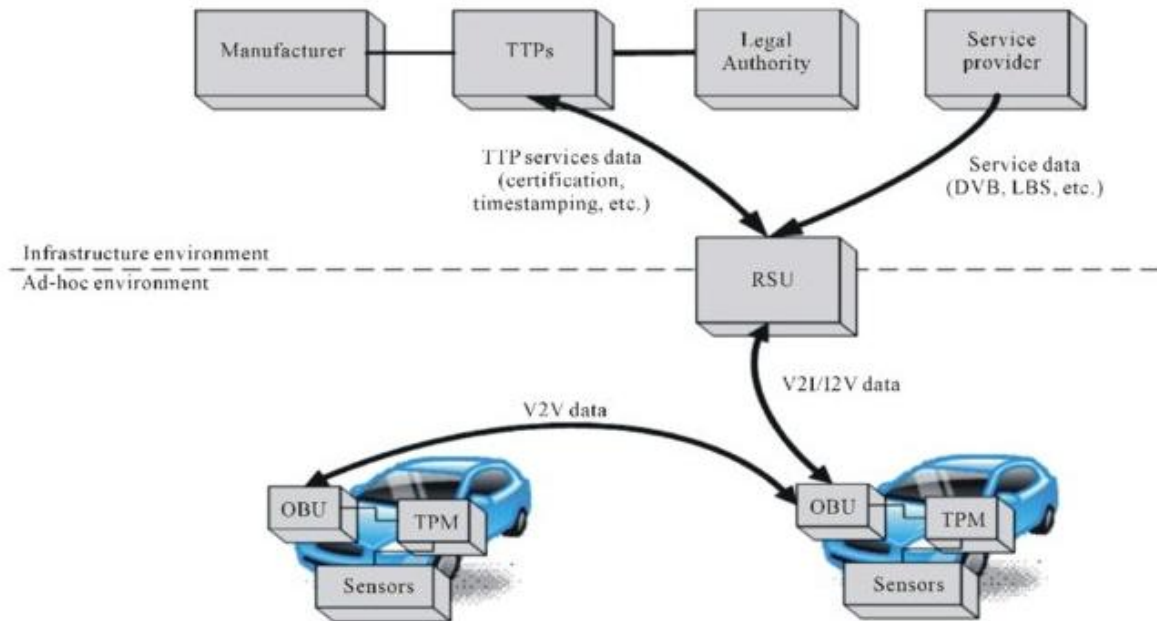 Manufacturer
TTPs
Legal
Authority
Service
provider
TTP services data
(certification,
timestamping, etc.)
Service data
(DVB, LBS, etc.)
Infrastructure environment
Ad-hoc environment
RSU
V2I/I2V data
V2V data
OBU
TPM
Sensors
OBU
TPM
Sensors